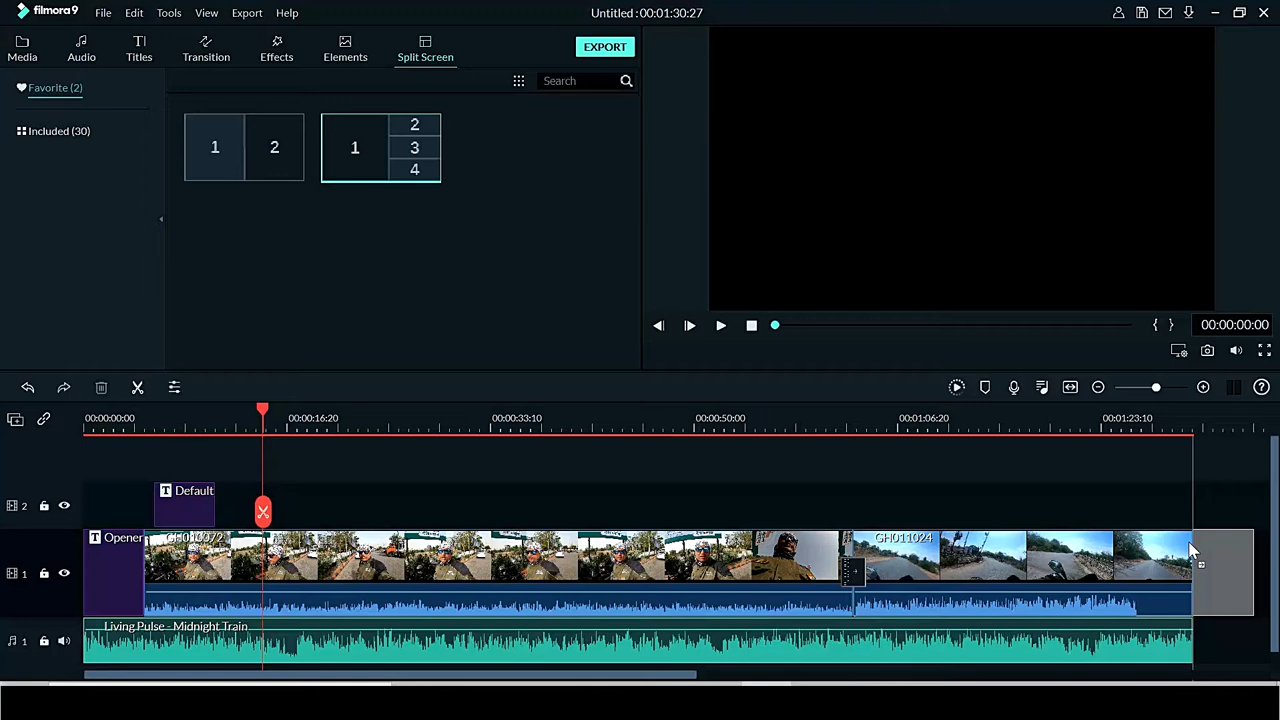 filmora 9 File Edit Tools View Export Help Untitled : 00:01:30:27
Media Audio Titles Transition Effects Elements Split Screen EXPORT
Favorite (2) Search
Included (30)
1 2 1 2 3 4
00:00:00:00
00:00:00:00 00:00:16:20 00:00:33:10 00:00:50:00 00:01:06:20 00:01:23:10
2 T Default
T Opener GH010072 GH011024
1
Living Pulse - Midnight Train
1